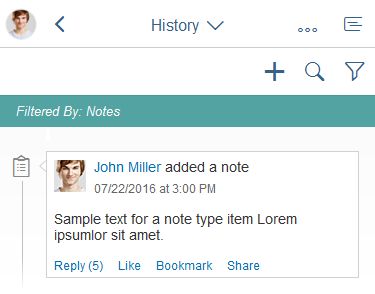 History
Filtered By: Notes
John Miller added a note
07/22/2016 at 3:00 PM
Sample text for a note type item Lorem
ipsumlor sit amet.
Reply (5) Like Bookmark Share